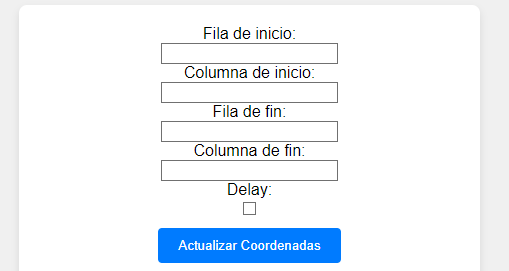 Fila de inicio:
Columna de inicio:
Fila de fin:
Columna de fin:
Delay:
Actualizar Coordenadas